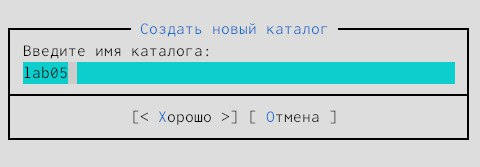 Создать новый каталог
Введите имя каталога:
lab05
[< Хорошо >] [ Отмена ]